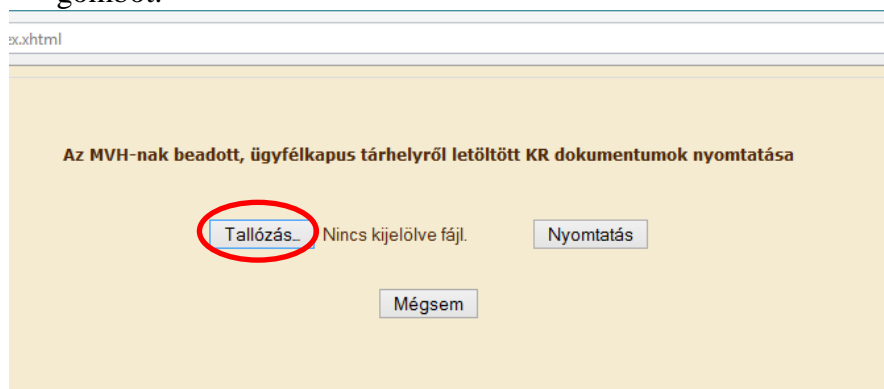 gombot.
ex.xhtml
Az MVH-nak beadott, ügyfélkapus tárhelyről letöltött KR dokumentumok nyomtatása
Tallózás... Nincs kijelölve fájl. Nyomtatás
Mégsem